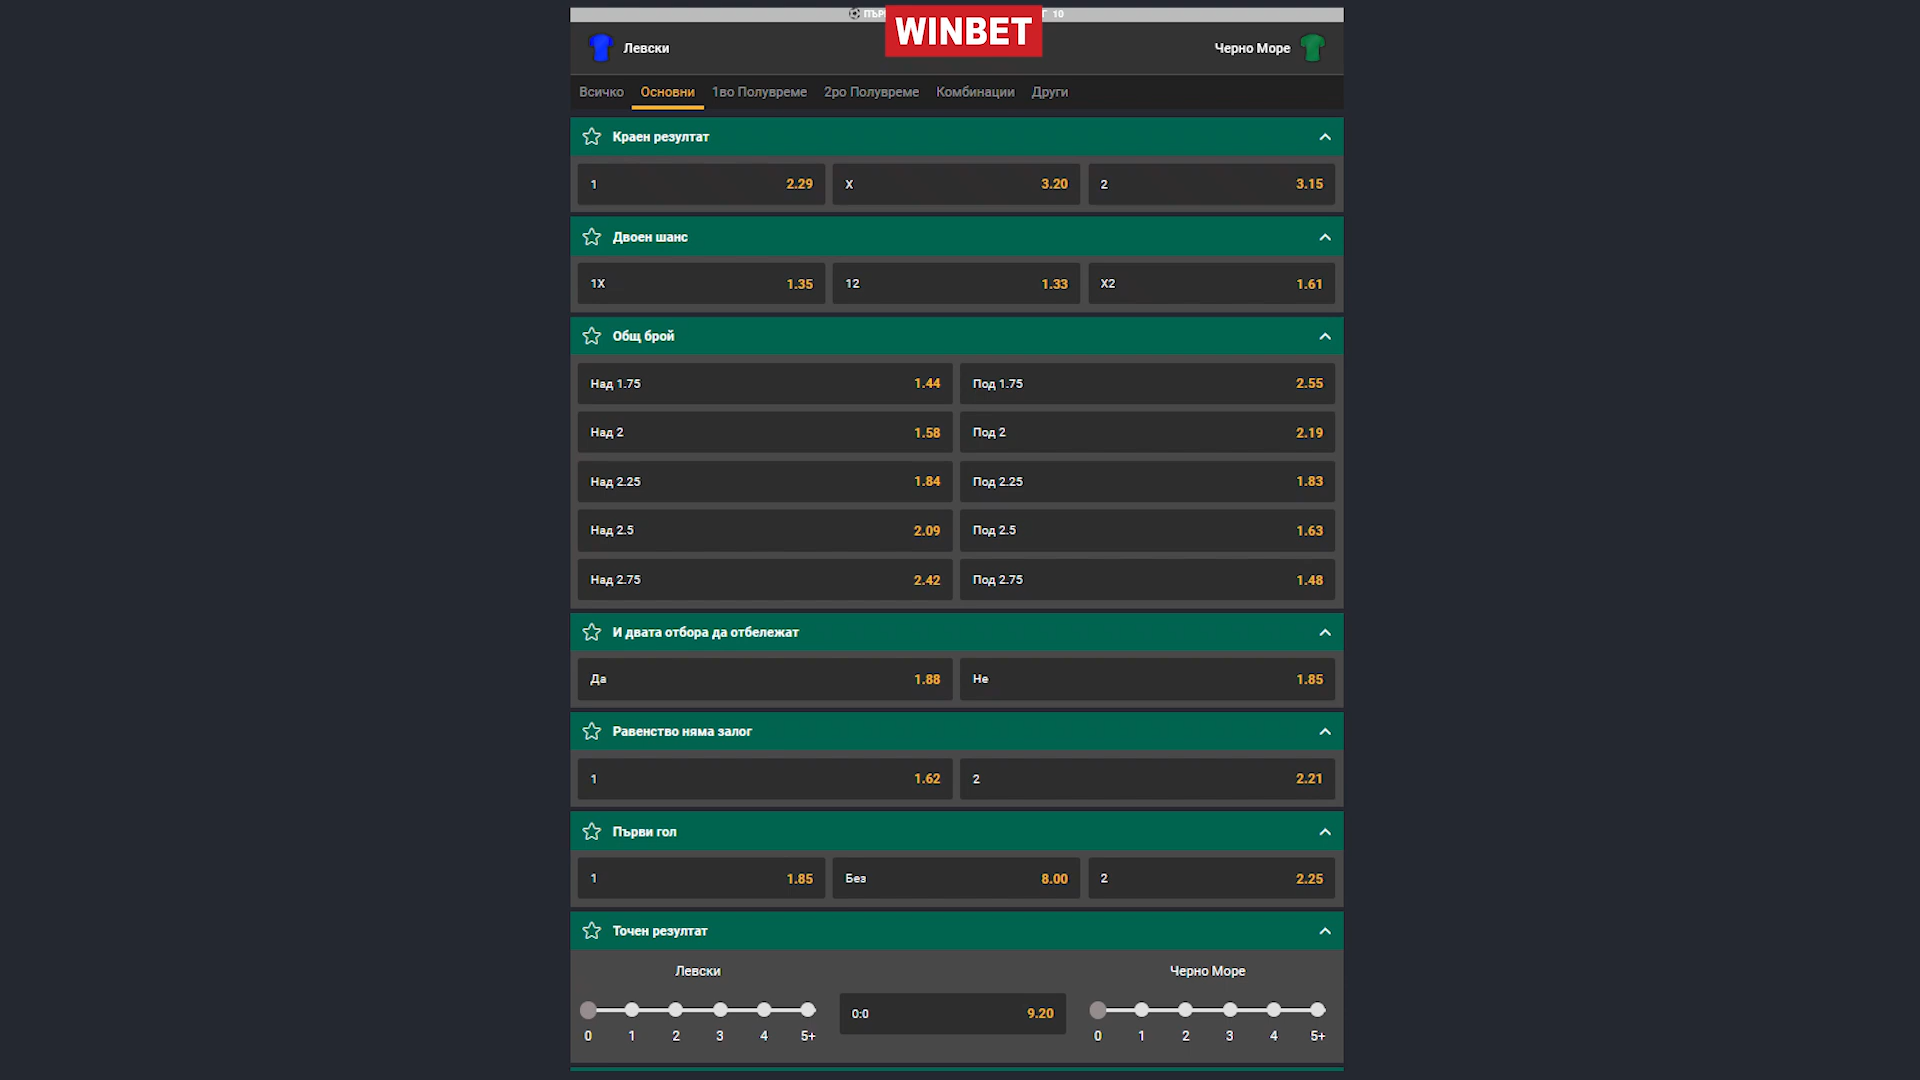 WINBET 10
Левски Черно Море
Всичко Основни 1во Полувреме 2ро Полувреме Комбинации Други
Краен резултат
1 2.29 X 3.20 2 3.15
Двоен шанс
1X 1.35 12 1.33 X2 1.61
Общ брой
Над 1.75 1.44 Под 1.75 2.55
Над 2 1.58 Под 2 2.19
Над 2.25 1.84 Под 2.25 1.83
Над 2.5 2.09 Под 2.5 1.63
Над 2.75 2.42 Под 2.75 1.48
И двата отбора да отбележат
Да 1.88 Не 1.85
Равенство няма залог
1 1.62 2 2.21
Първи гол
1 1.85 Без 8.00 2 2.25
Точен резултат
Левски Черно Море
0:0 9.20
0 1 2 3 4 5+ 0 1 2 3 4 5+